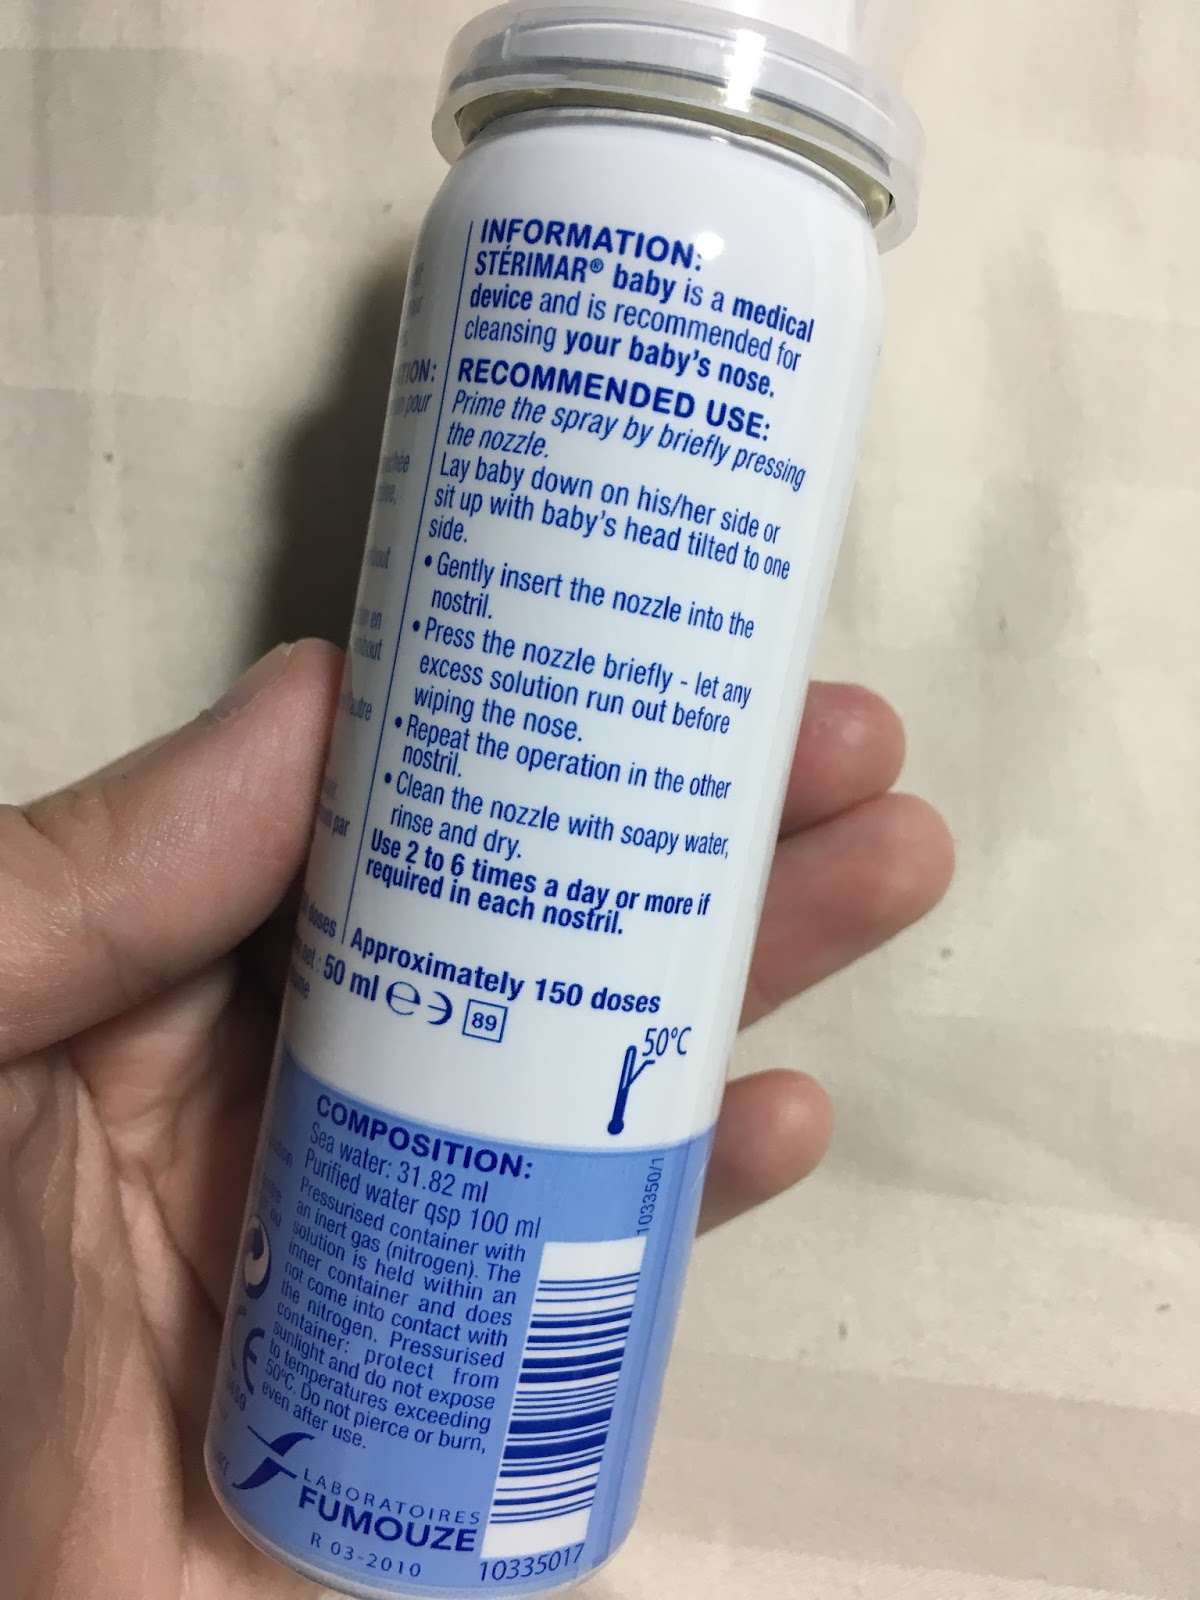 INFORMATION:
STÉRIMAR® baby is a medical
device and is recommended for
cleansing your baby's nose.
RECOMMENDED USE:
Prime the spray by briefly pressing
the nozzle.
Lay baby down on his/her side or
sit up with baby's head tilted to one
side.
• Gently insert the nozzle into the
nostril.
• Press the nozzle briefly - let any
excess solution run out before
wiping the nose.
• Repeat the operation in the other
nostril.
• Clean the nozzle with soapy water,
rinse and dry.
Use 2 to 6 times a day or more if
required in each nostril.
doses | Approximately 150 doses
net : 50 ml ℮ 89
50°C
COMPOSITION:
Sea water: 31.82 ml
Purified water qsp 100 ml
Pressurised container with
an inert gas (nitrogen). The
solution is held within an
inner container and does
not come into contact with
the nitrogen. Pressurised
container: protect from
sunlight and do not expose
to temperatures exceeding
50°C. Do not pierce or burn,
even after use.
103350/1
LABORATOIRES
FUMOUZE
R 03-2010
10335017